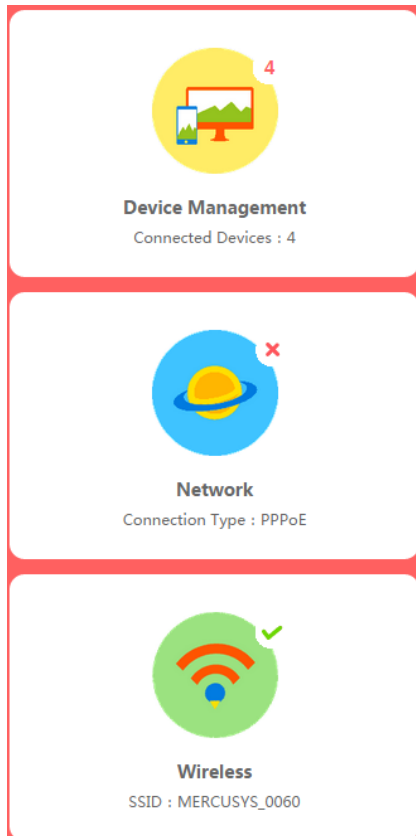 4
Device Management
Connected Devices : 4
Network
Connection Type : PPPoE
Wireless
SSID : MERCUSYS_0060